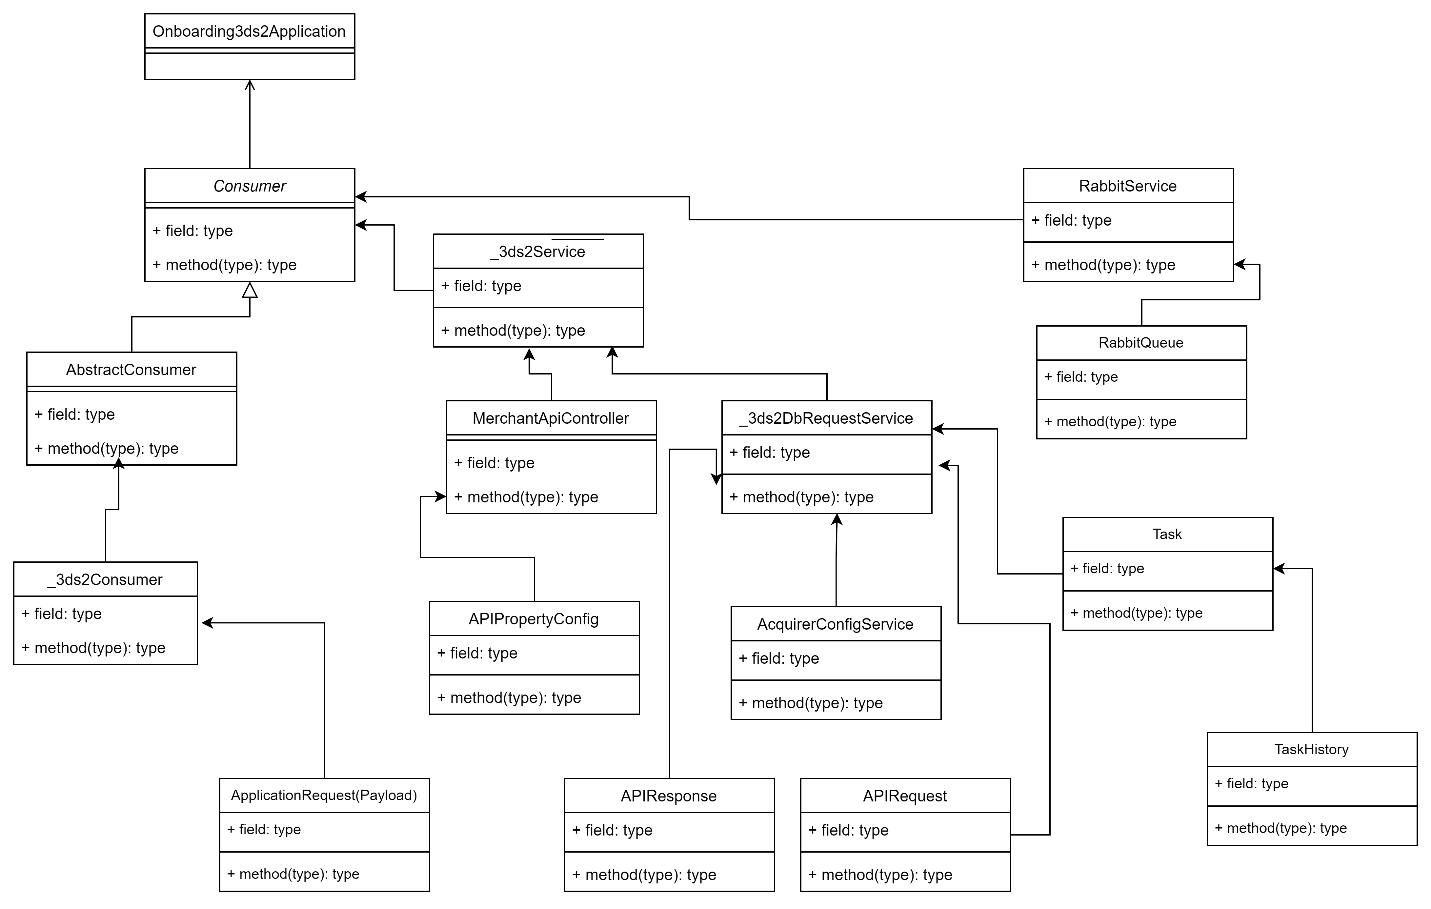 Onboarding3ds2Application
Consumer
+ field: type
+ method(type): type
RabbitService
+ field: type
+ method(type): type
_3ds2Service
+ field: type
+ method(type): type
RabbitQueue
+ field: type
+ method(type): type
AbstractConsumer
+ field: type
+ method(type): type
MerchantApiController
+ field: type
+ method(type): type
_3ds2DbRequestService
+ field: type
+ method(type): type
Task
+ field: type
+ method(type): type
_3ds2Consumer
+ field: type
+ method(type): type
APIPropertyConfig
+ field: type
+ method(type): type
AcquirerConfigService
+ field: type
+ method(type): type
TaskHistory
+ field: type
+ method(type): type
ApplicationRequest(Payload)
+ field: type
+ method(type): type
APIResponse
+ field: type
+ method(type): type
APIRequest
+ field: type
+ method(type): type